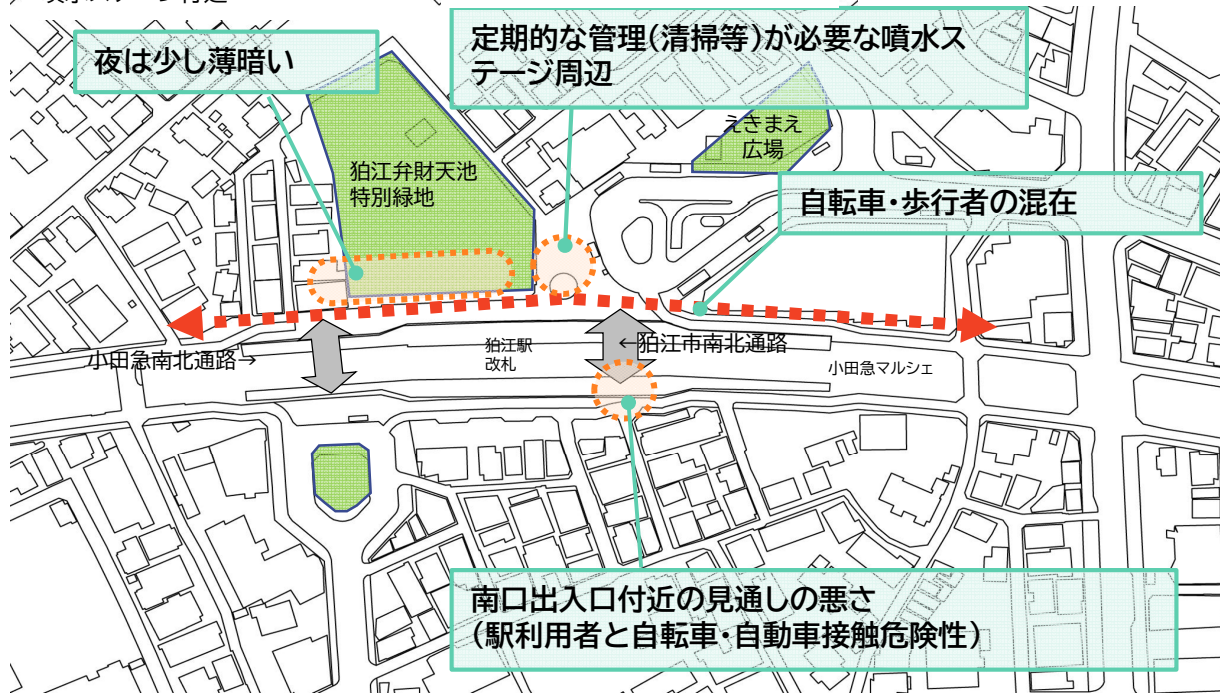 夜は少し薄暗い
定期的な管理(清掃等)が必要な噴水ス
テージ周辺
えきまえ
広場
狛江弁財天池
特別緑地
自転車・歩行者の混在
小田急南北通路→
狛江駅
改札
←狛江市南北通路
小田急マルシェ
南口出入口付近の見通しの悪さ
(駅利用者と自転車・自動車接触危険性)